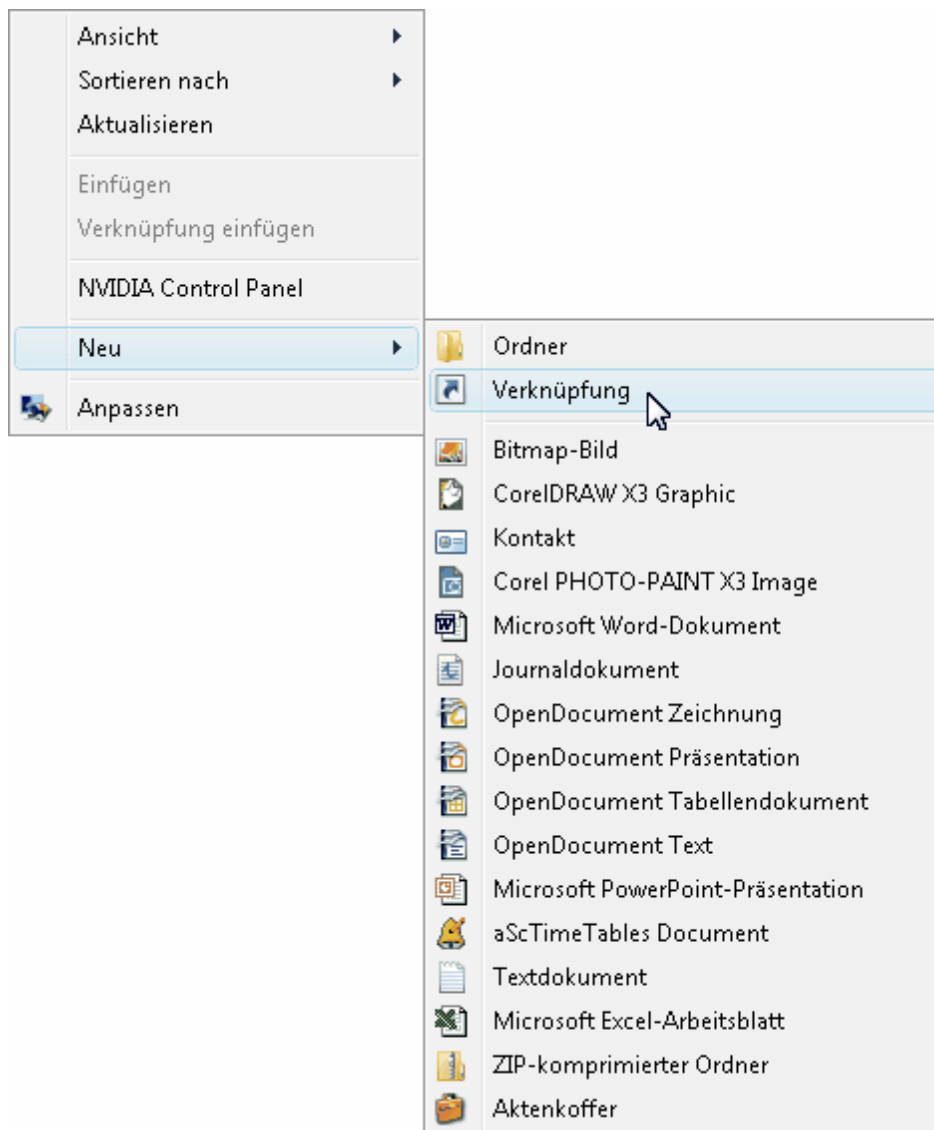 Ansicht
Sortieren nach
Aktualisieren
Einfügen
Verknüpfung einfügen
NVIDIA Control Panel
Neu
Anpassen
Ordner
Verknüpfung
Bitmap-Bild
CorelDRAW X3 Graphic
Kontakt
Corel PHOTO-PAINT X3 Image
Microsoft Word-Dokument
Journaldokument
OpenDocument Zeichnung
OpenDocument Präsentation
OpenDocument Tabellendokument
OpenDocument Text
Microsoft PowerPoint-Präsentation
aScTimeTables Document
Textdokument
Microsoft Excel-Arbeitsblatt
ZIP-komprimierter Ordner
Aktenkoffer